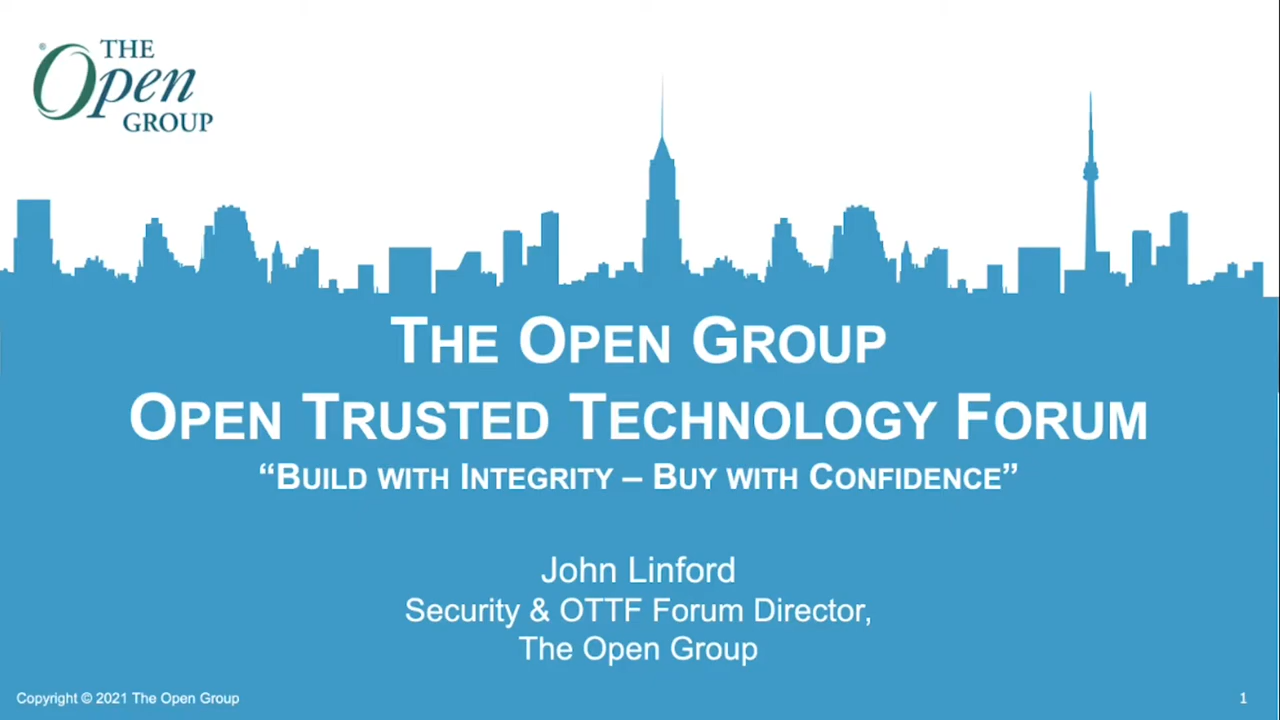 ® THE
Open
GROUP
THE OPEN GROUP
OPEN TRUSTED TECHNOLOGY FORUM
“BUILD WITH INTEGRITY – BUY WITH CONFIDENCE”
John Linford
Security & OTTF Forum Director,
The Open Group
Copyright © 2021 The Open Group
1